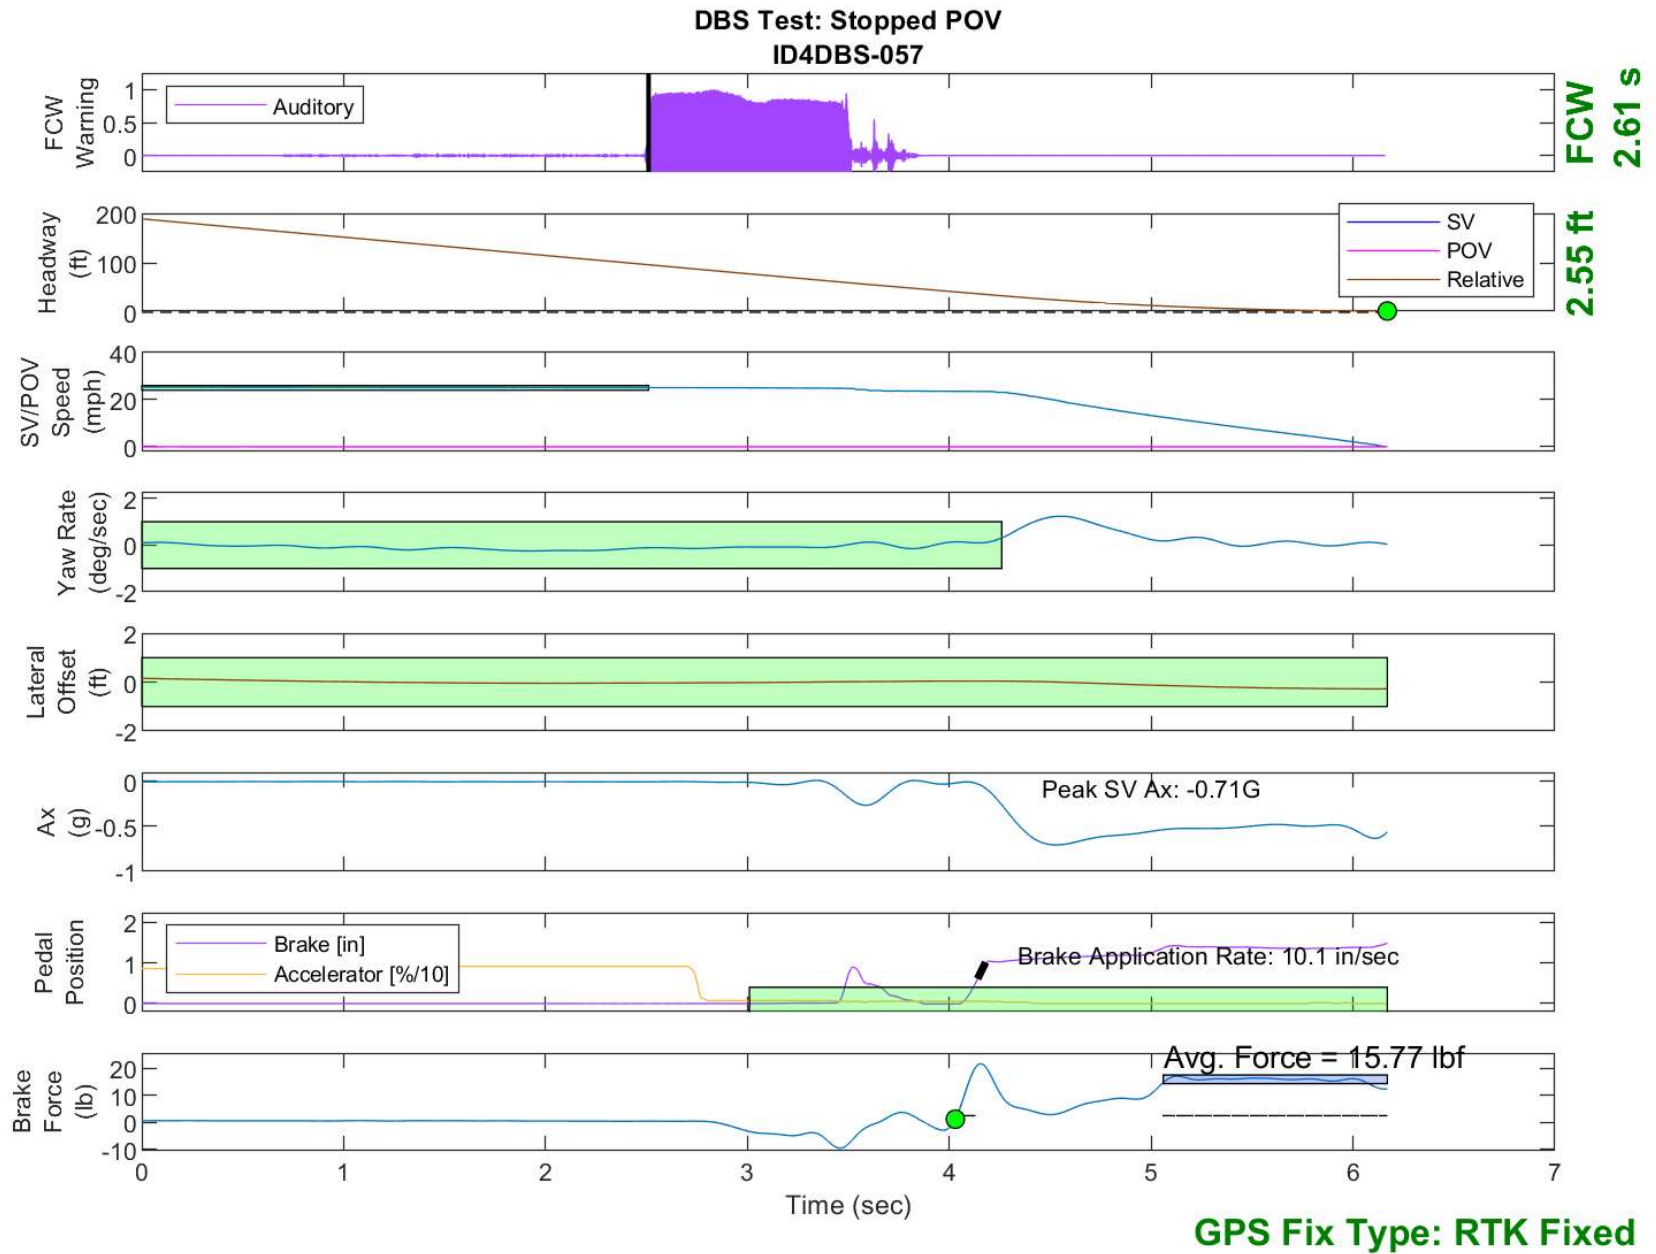 DBS Test: Stopped POV
ID4DBS-057
FCW
Warning
1
0.5
0
Auditory
FCW
2.61 s
Headway
(ft)
200
100
0
SV
POV
Relative
2.55 ft
SV/POV
Speed
(mph)
40
20
0
Yaw Rate
(deg/sec)
2
0
-2
Lateral
Offset
(ft)
2
0
-2
Ax
(g)
0
-0.5
-1
Peak SV Ax: -0.71G
Pedal
Position
2
1
0
Brake [in]
Accelerator [%/10]
Brake Application Rate: 10.1 in/sec
Brake
Force
(lb)
20
10
0
-10
Avg. Force = 15.77 lbf
0 1 2 3 4 5 6 7
Time (sec)
GPS Fix Type: RTK Fixed